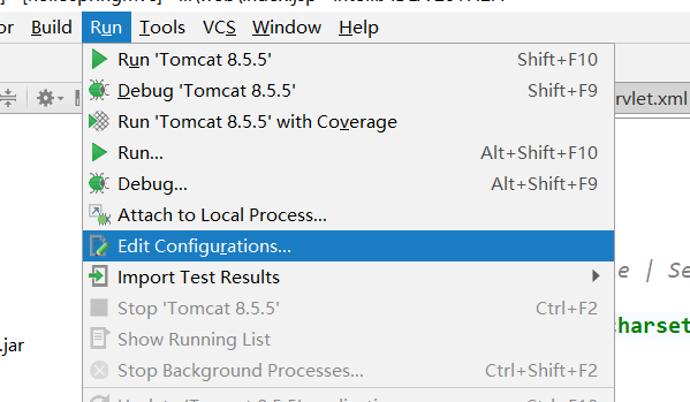 or Build Run Tools VCS Window Help
Run 'Tomcat 8.5.5' Shift+F10
Debug 'Tomcat 8.5.5' Shift+F9
rvlet.xml
Run 'Tomcat 8.5.5' with Coverage
Run... Alt+Shift+F10
Debug... Alt+Shift+F9
Attach to Local Process...
Edit Configurations...
e | Se
Import Test Results
Stop 'Tomcat 8.5.5' Ctrl+F2
charset
Show Running List
.jar
Stop Background Processes... Ctrl+Shift+F2